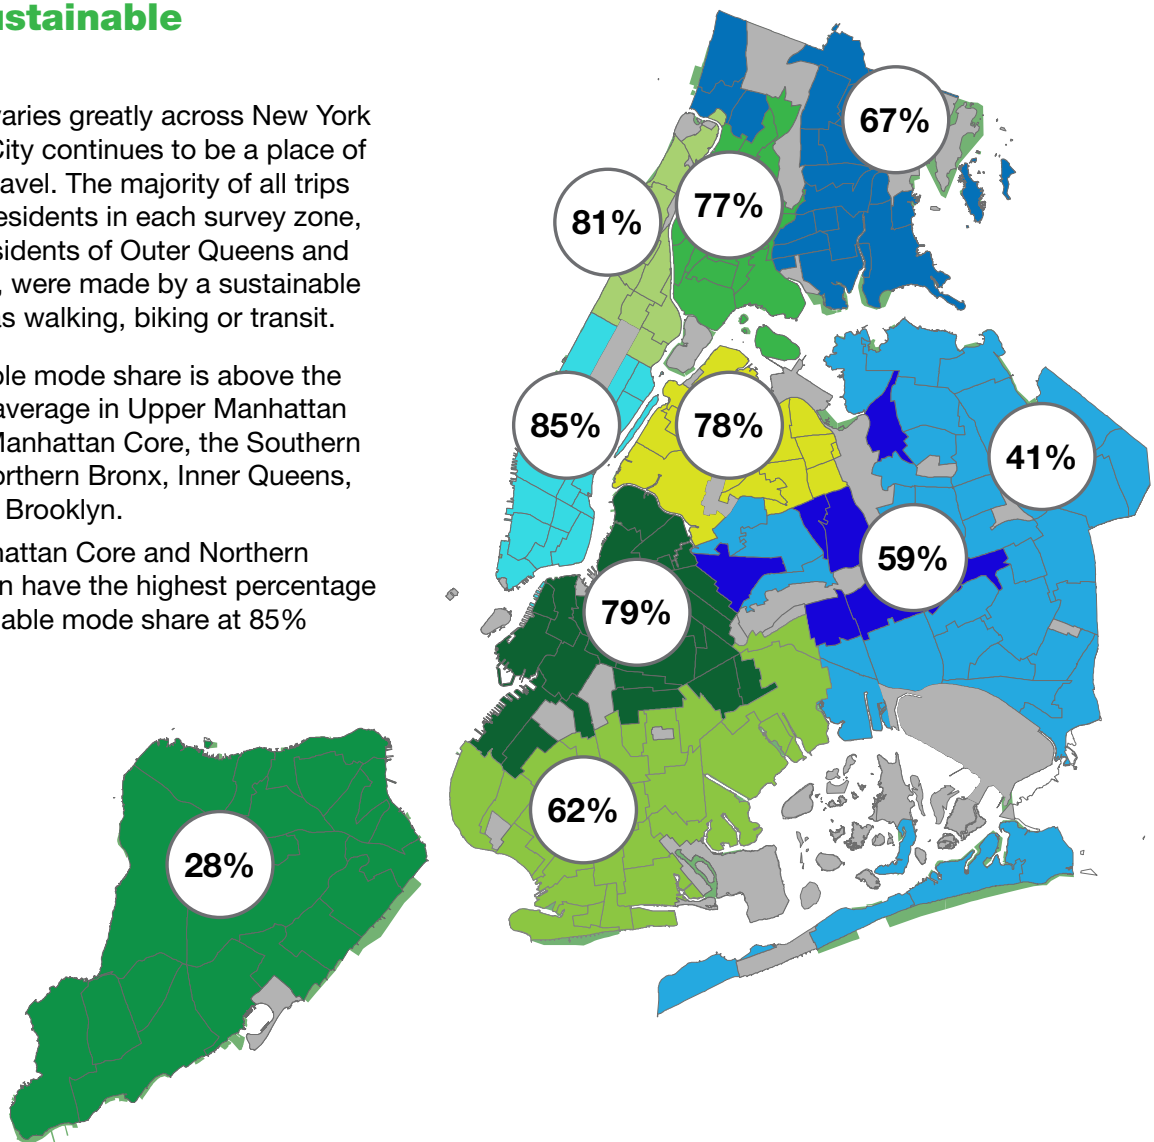 ustainable
varies greatly across New York
City continues to be a place of
avel. The majority of all trips
esidents in each survey zone,
sidents of Outer Queens and
, were made by a sustainable
as walking, biking or transit.
ble mode share is above the
average in Upper Manhattan
Manhattan Core, the Southern
orthern Bronx, Inner Queens,
Brooklyn.
hattan Core and Northern
n have the highest percentage
able mode share at 85%
67%
81%
77%
85%
78%
41%
59%
79%
62%
28%